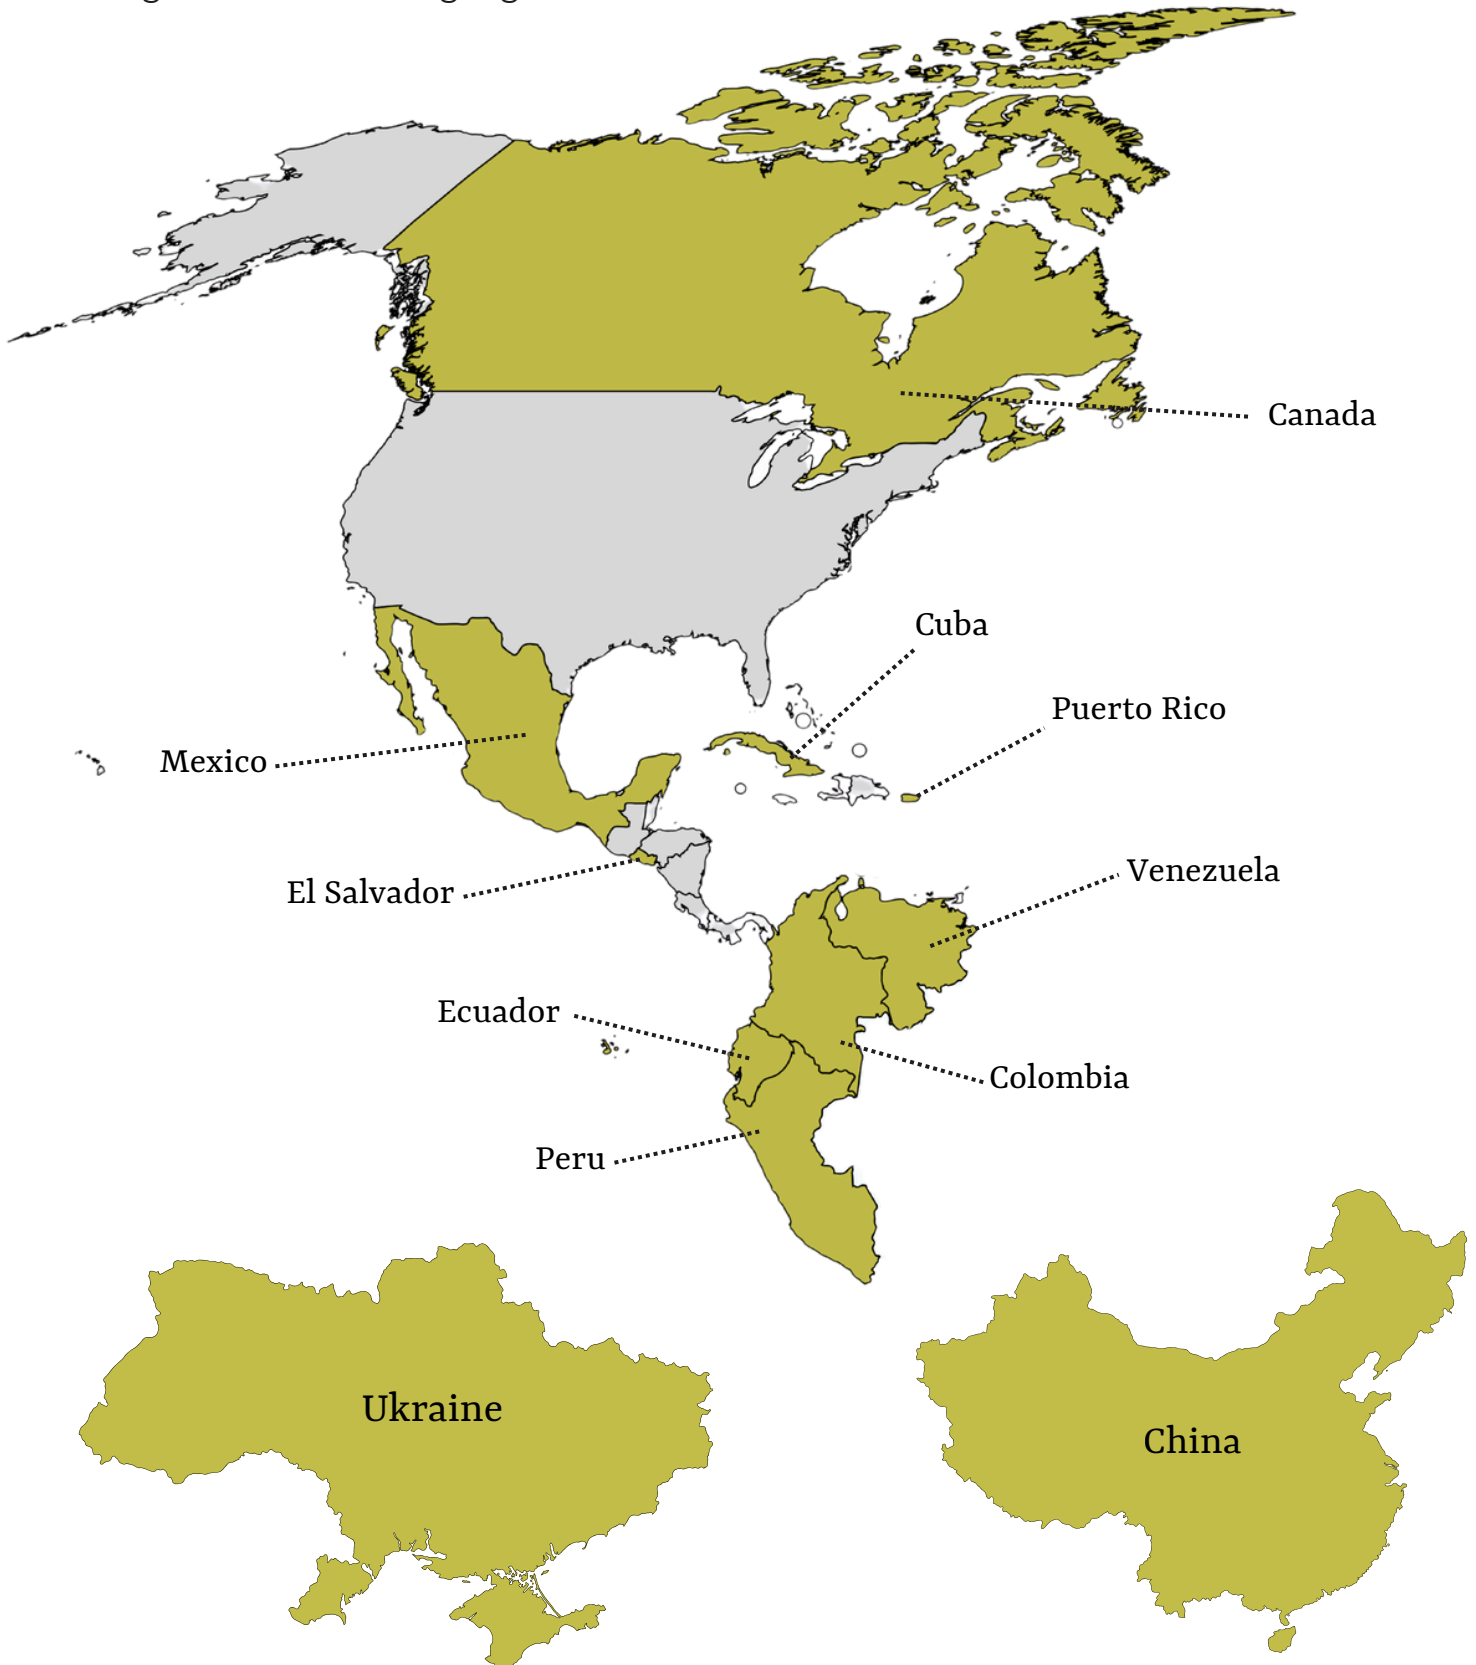 Canada
Cuba
Puerto Rico
Mexico
Venezuela
El Salvador
Ecuador
Colombia
Peru
Ukraine
China